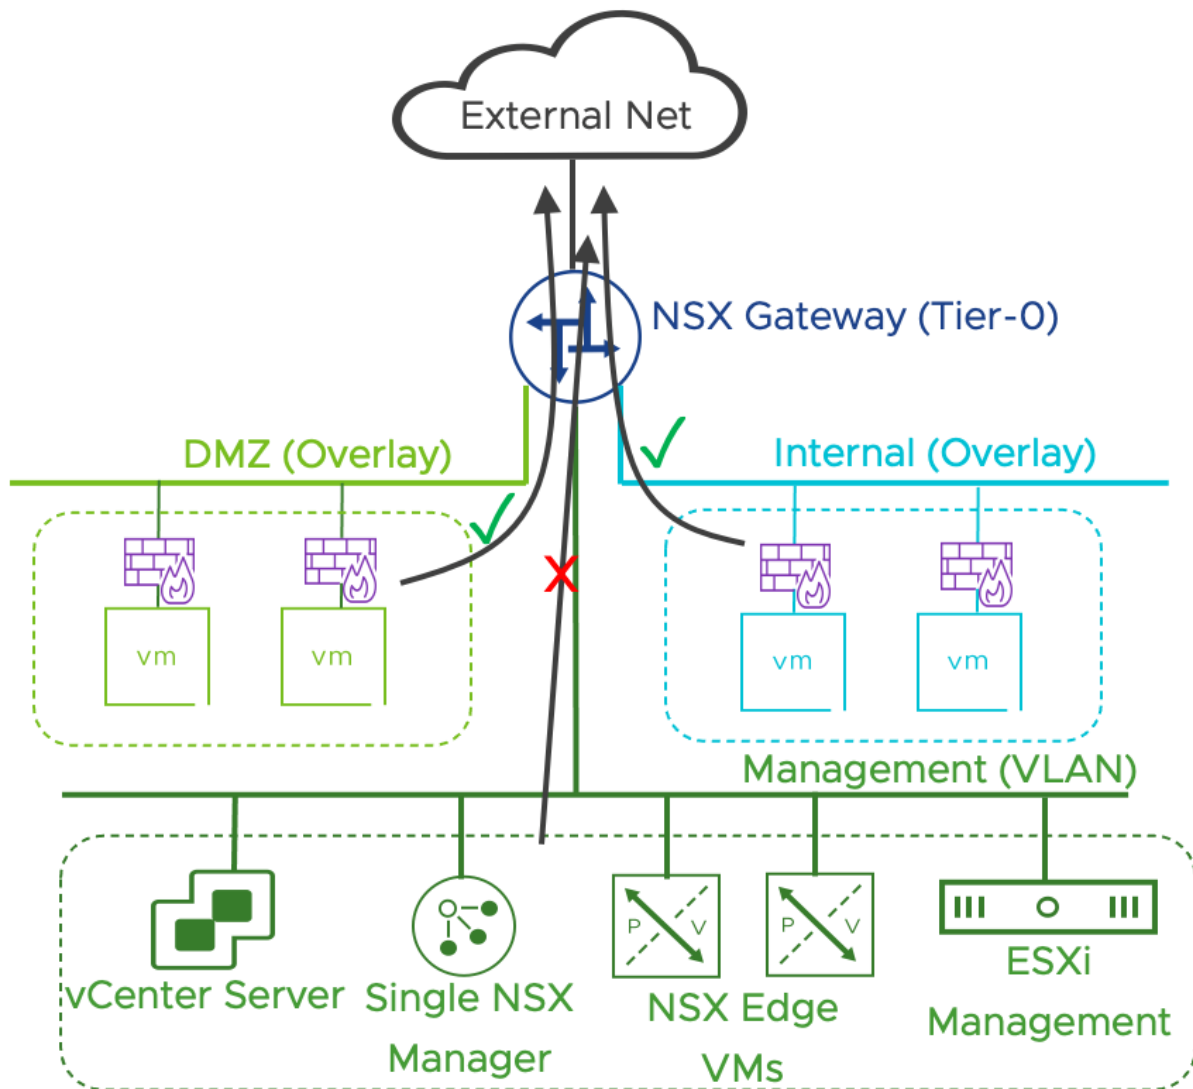 External Net
NSX Gateway (Tier-0)
DMZ (Overlay)
Internal (Overlay)
vm
vm
vm
vm
X
Management (VLAN)
P V
P V
vCenter Server
Single NSX
Manager
NSX Edge
VMs
ESXi
Management